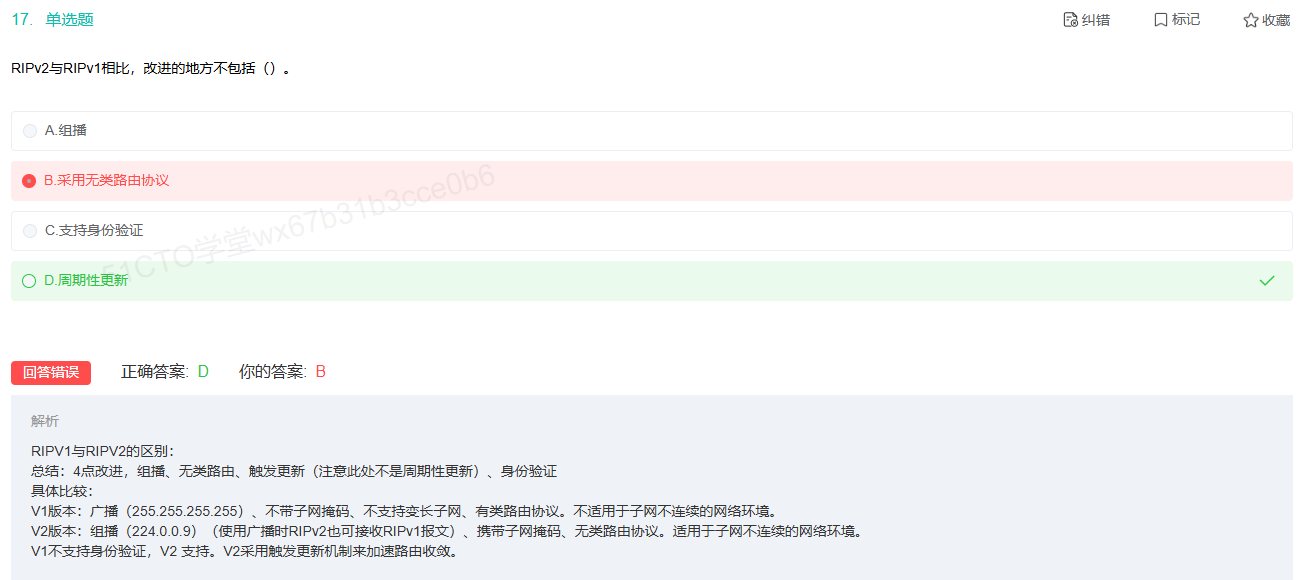 17. 单选题
纠错 标记 收藏
RIPv2与RIPv1相比，改进的地方不包括（）。
A.组播
B.采用无类路由协议
C.支持身份验证
D.周期性更新
51CTO学堂wx67b31b3cce0b6
回答错误 正确答案: D 你的答案: B
解析
RIPV1与RIPV2的区别：
总结：4点改进，组播、无类路由、触发更新（注意此处不是周期性更新）、身份验证
具体比较：
V1版本：广播（255.255.255.255）、不带子网掩码、不支持变长子网、有类路由协议。不适用于子网不连续的网络环境。
V2版本：组播（224.0.0.9）（使用广播时RIPv2也可接收RIPv1报文）、携带子网掩码、无类路由协议。适用于子网不连续的网络环境。
V1不支持身份验证，V2 支持。V2采用触发更新机制来加速路由收敛。